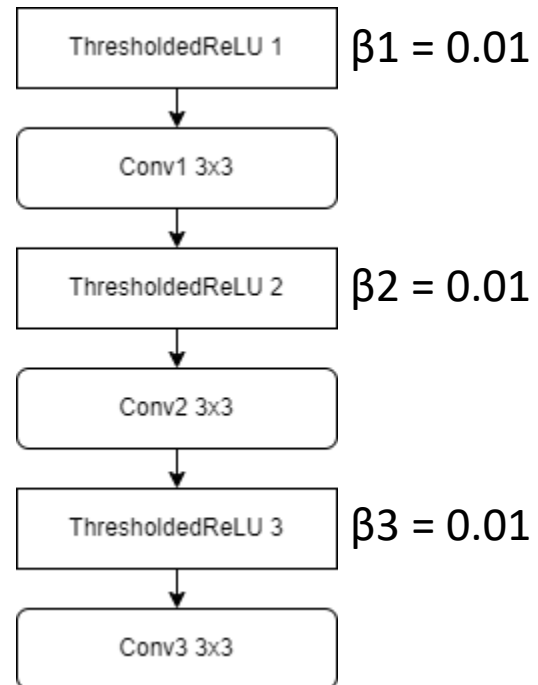 ThresholdedReLU 1
β1 = 0.01
Conv1 3x3
ThresholdedReLU 2
β2 = 0.01
Conv2 3x3
ThresholdedReLU 3
β3 = 0.01
Conv3 3x3